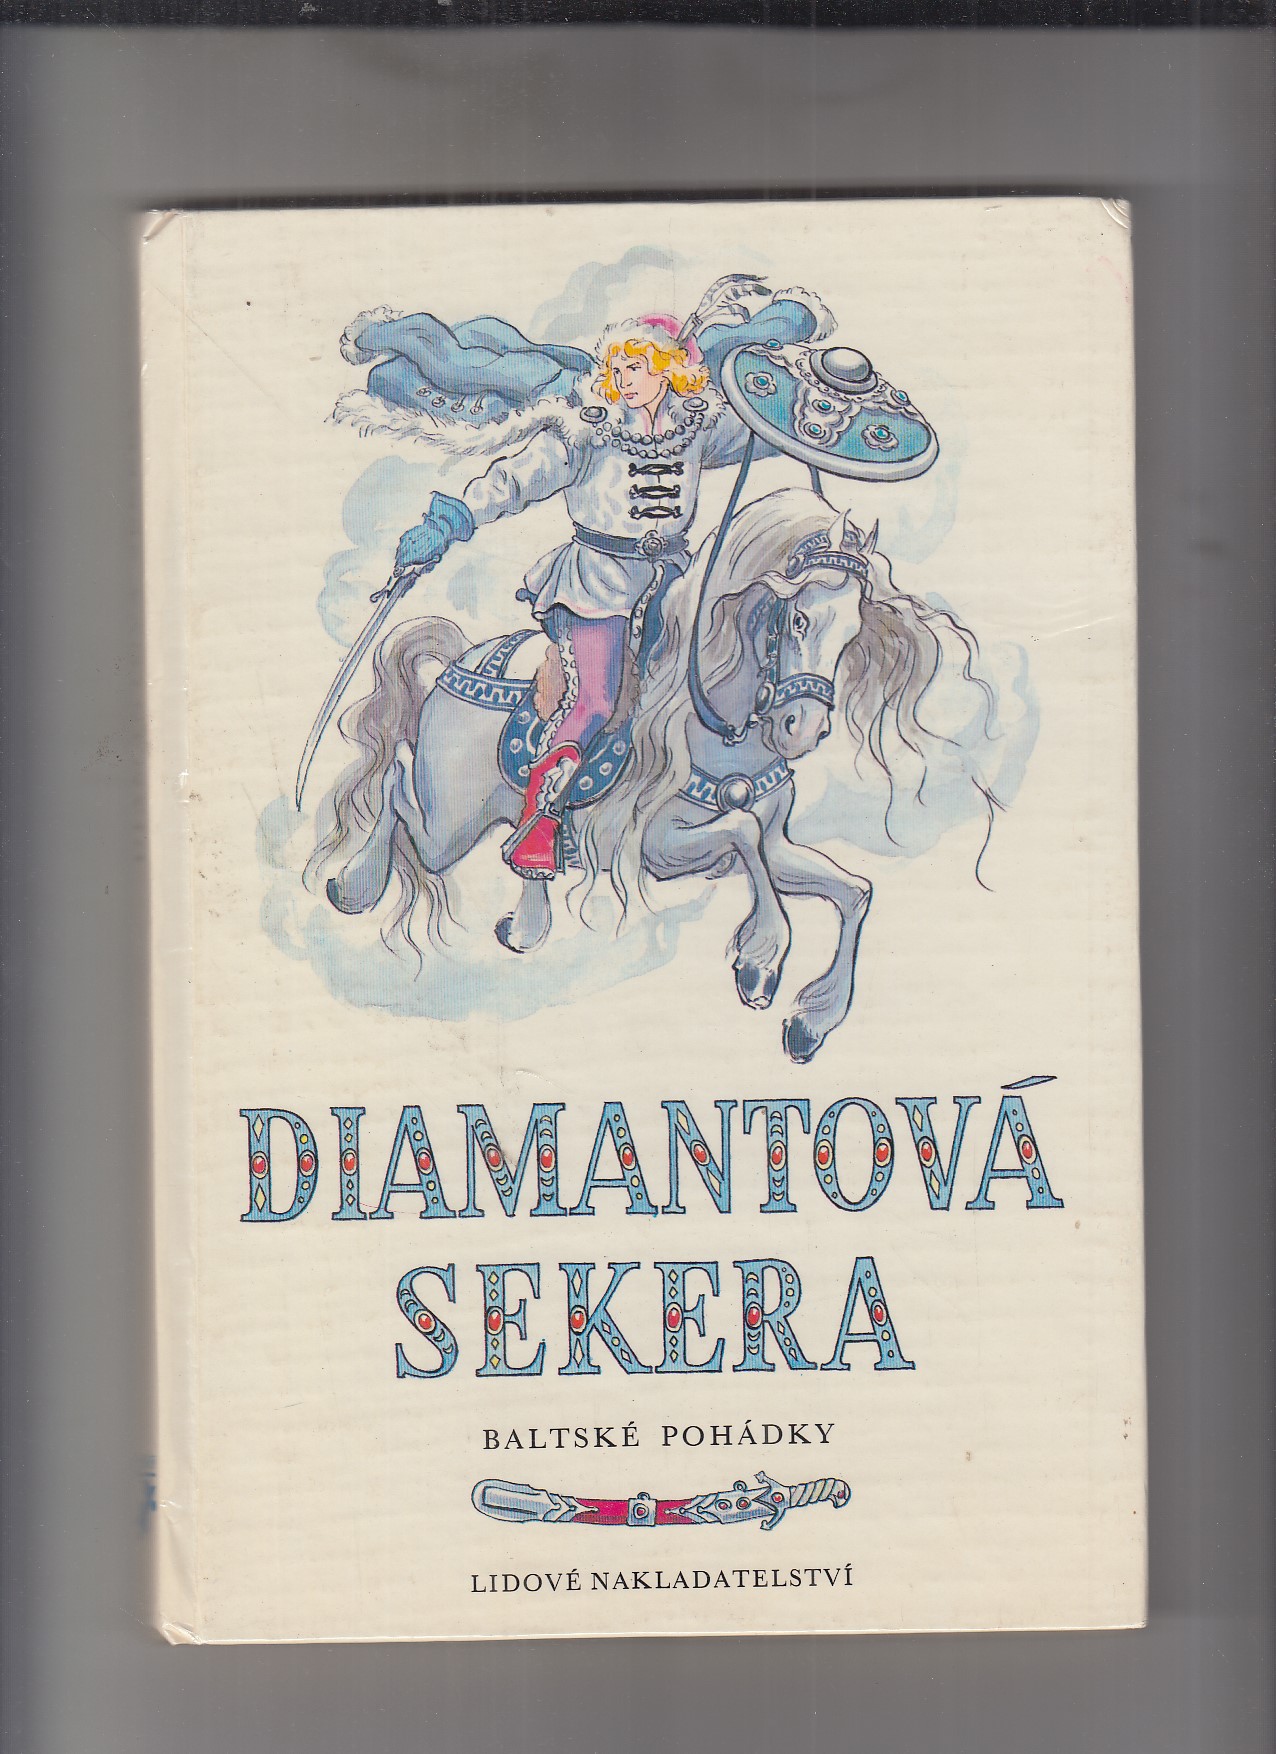 DIAMANTOVÁ
SEKERA
BALTSKÉ POHÁDKY
LIDOVÉ NAKLADATELSTVÍ